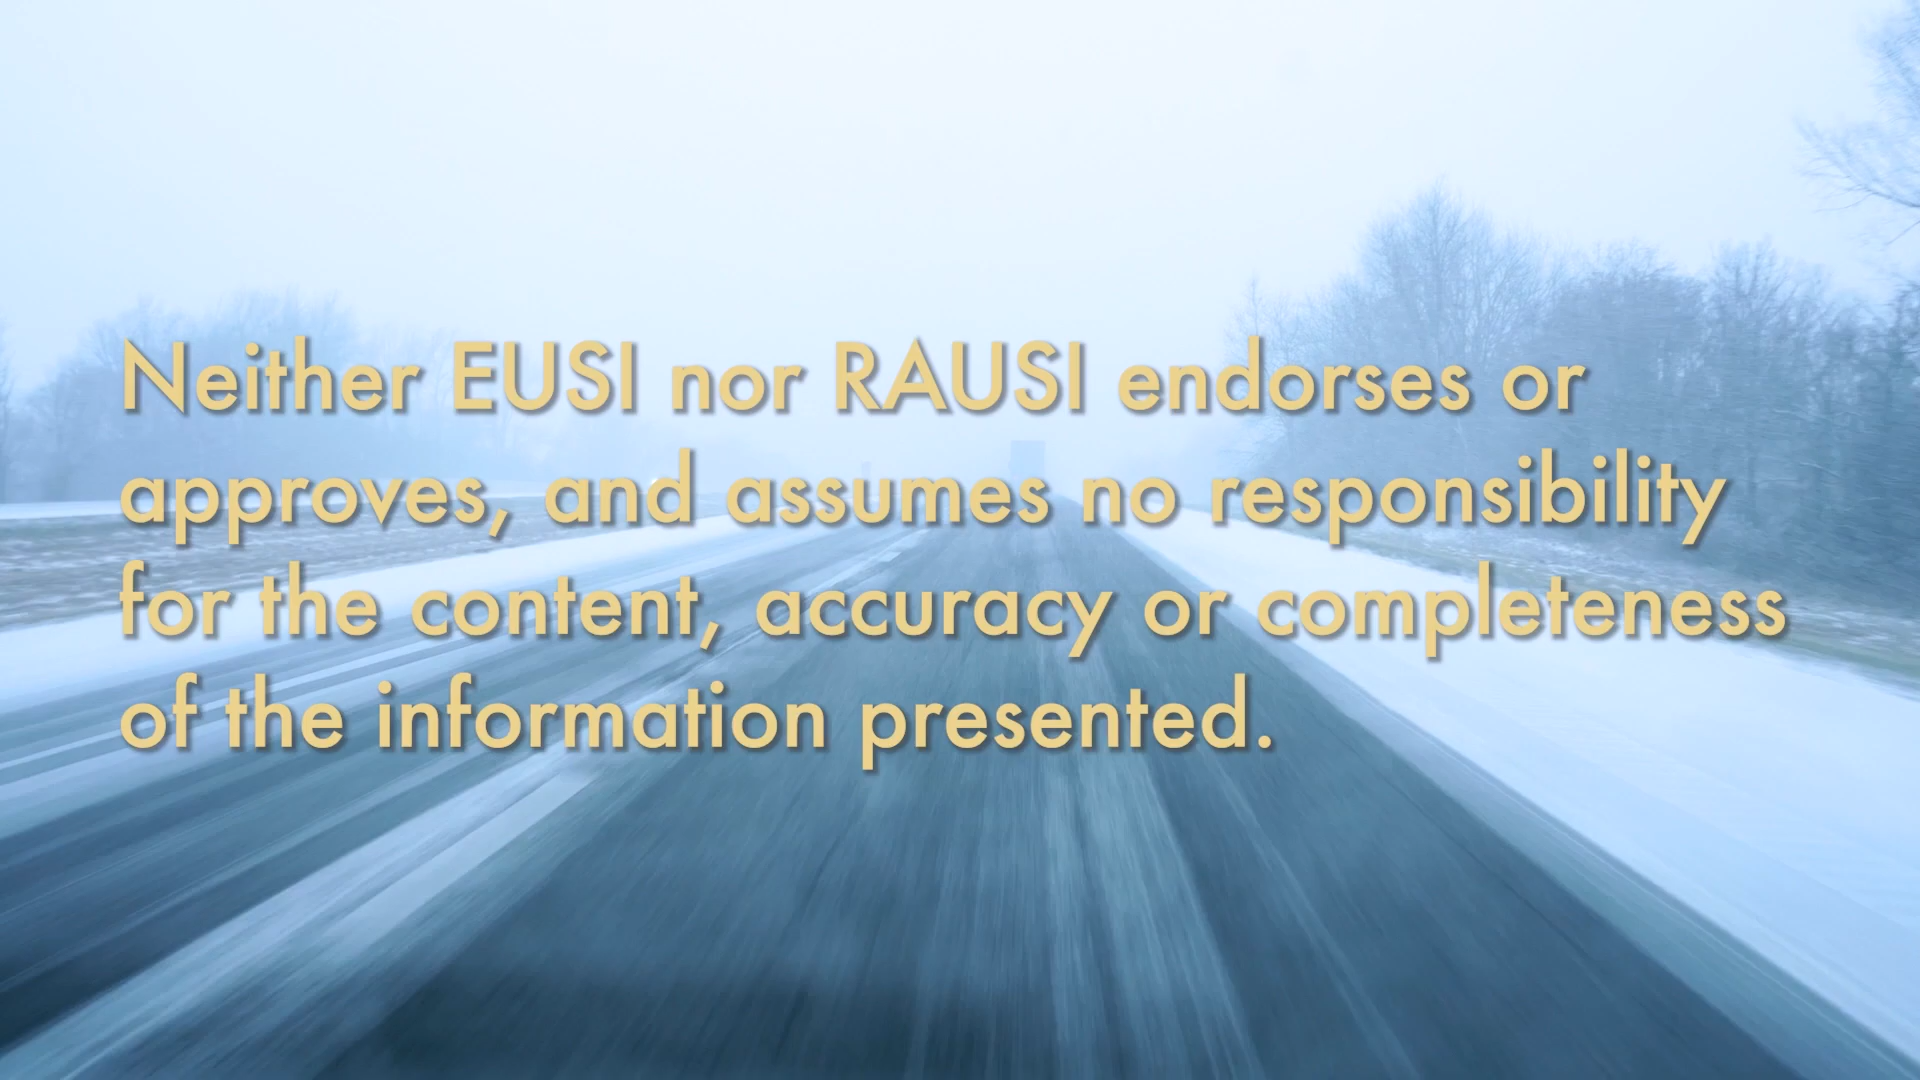 Neither EUSI nor RAUSI endorses or
approves, and assumes no responsibility
for the content, accuracy or completeness
of the information presented.